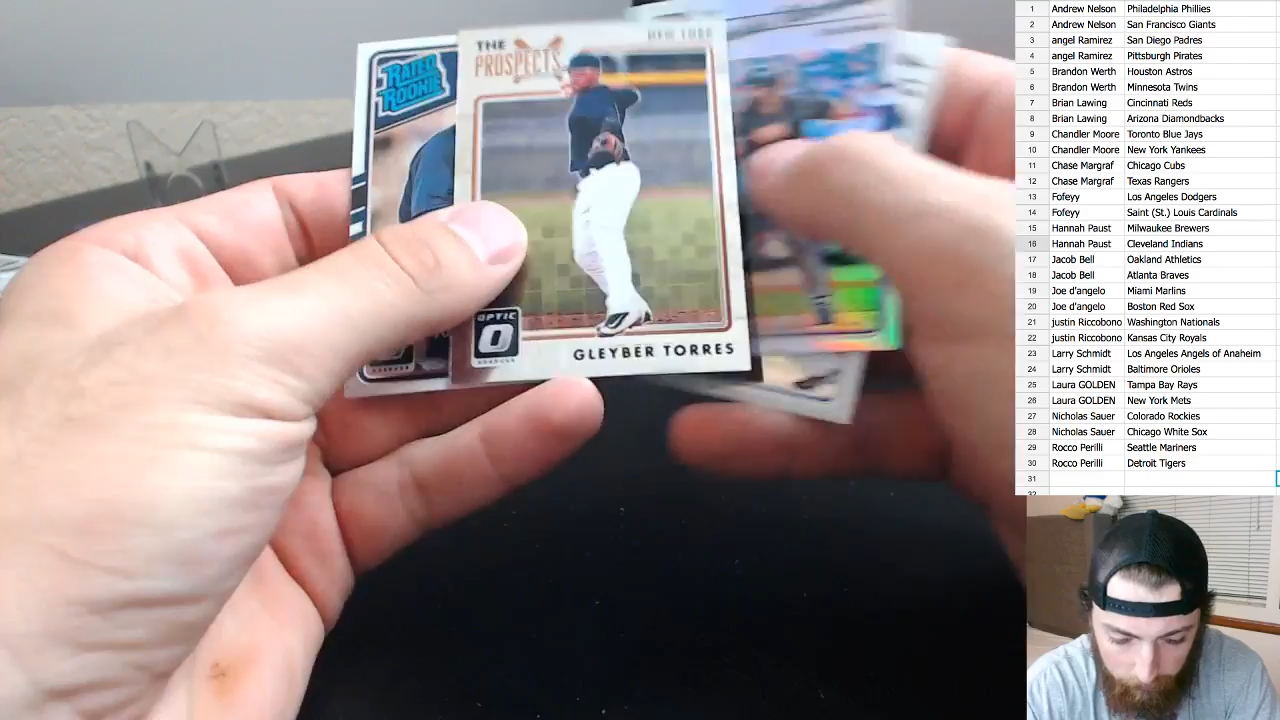 RATED
ROOKIE
THE
PROSPECTS
NEW YORK
OPTIC
GLEYBER TORRES
1 Andrew Nelson Philadelphia Phillies
2 Andrew Nelson San Francisco Giants
3 angel Ramirez San Diego Padres
4 angel Ramirez Pittsburgh Pirates
5 Brandon Werth Houston Astros
6 Brandon Werth Minnesota Twins
7 Brian Lawing Cincinnati Reds
8 Brian Lawing Arizona Diamondbacks
9 Chandler Moore Toronto Blue Jays
10 Chandler Moore New York Yankees
11 Chase Margraf Chicago Cubs
12 Chase Margraf Texas Rangers
13 Fofeyy Los Angeles Dodgers
14 Fofeyy Saint (St.) Louis Cardinals
15 Hannah Paust Milwaukee Brewers
16 Hannah Paust Cleveland Indians
17 Jacob Bell Oakland Athletics
18 Jacob Bell Atlanta Braves
19 Joe d'angelo Miami Marlins
20 Joe d'angelo Boston Red Sox
21 justin Riccobono Washington Nationals
22 justin Riccobono Kansas City Royals
23 Larry Schmidt Los Angeles Angels of Anaheim
24 Larry Schmidt Baltimore Orioles
25 Laura GOLDEN Tampa Bay Rays
26 Laura GOLDEN New York Mets
27 Nicholas Sauer Colorado Rockies
28 Nicholas Sauer Chicago White Sox
29 Rocco Perilli Seattle Mariners
30 Rocco Perilli Detroit Tigers
31
32